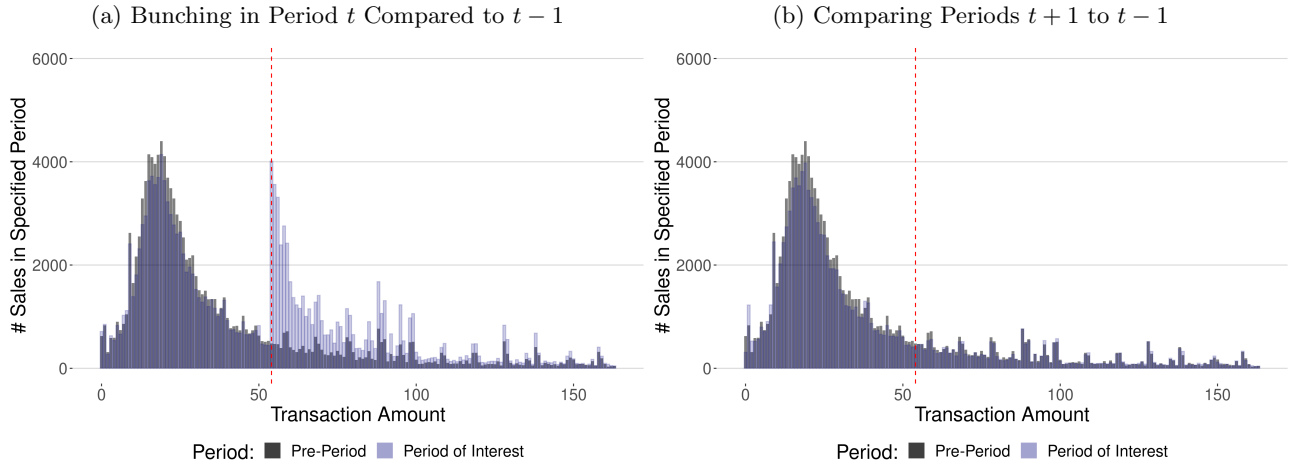 (a) Bunching in Period t Compared to t − 1
# Sales in Specified Period
6000
4000
2000
0
0 50 100 150
Transaction Amount
Period: Pre-Period Period of Interest
(b) Comparing Periods t + 1 to t − 1
# Sales in Specified Period
6000
4000
2000
0
0 50 100 150
Transaction Amount
Period: Pre-Period Period of Interest